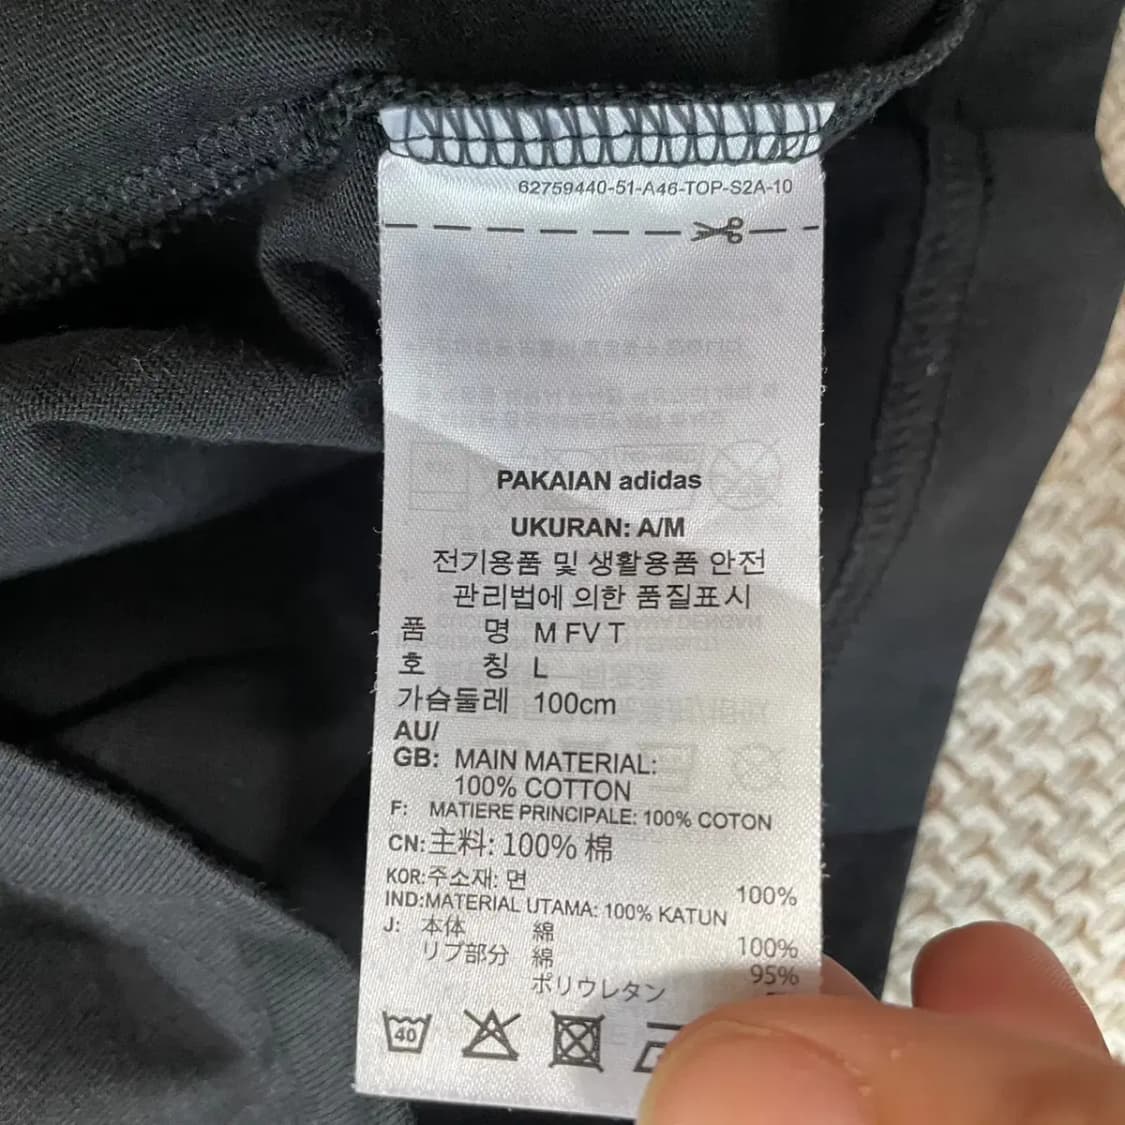 62759440-51-A46-TOP-S2A-10
PAKAIAN adidas
UKURAN: A/M
전기용품 및 생활용품 안전
관리법에 의한 품질표시
품 명 M FV T
호 칭 L
가슴둘레 100cm
AU/
GB: MAIN MATERIAL:
100% COTTON
F: MATIERE PRINCIPALE: 100% COTON
CN:主料: 100% 棉
KOR:주소재: 면 100%
IND:MATERIAL UTAMA: 100% KATUN
J: 本体 綿 100%
リブ部分 綿 95%
ポリウレタン
40